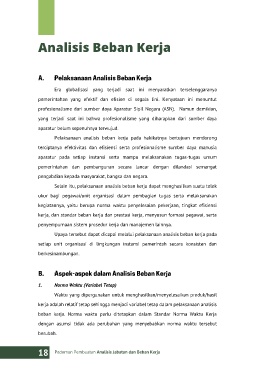 Analisis Beban Kerja
A. Pelaksanaan Analisis Beban Kerja
Era globalisasi yang terjadi saat ini menyaratkan terselenggaranya
pemerintahan yang efektif dan efisien di segala lini. Kenyataan ini menuntut
profesionalisme dari sumber daya Aparatur Sipil Negara (ASN). Namun demikian,
yang terjadi saat ini bahwa profesionalisme yang diharapkan dari sumber daya
aparatur belum sepenuhnya terwujud.
Pelaksanaan analisis beban kerja pada hakikatnya bertujuan mendorong
terciptanya efektivitas dan efisiensi serta profesionalisme sumber daya manusia
aparatur pada setiap instansi serta mampu melaksanakan tugas-tugas umum
pemerintahan dan pembangunan secara lancar dengan dilandasi semangat
pengabdian kepada masyarakat, bangsa dan negara.
Selain itu, pelaksanaan analisis beban kerja dapat menghasilkan suatu tolok
ukur bagi pegawai/unit organisasi dalam pembagian tugas serta melaksanakan
kegiatannya, yaitu berupa norma waktu penyelesaian pekerjaan, tingkat efisiensi
kerja, dan standar beban kerja dan prestasi kerja, menyusun formasi pegawai, serta
penyempurnaan sistem prosedur kerja dan manajemen lainnya.
Upaya tersebut dapat dicapai melalui pelaksanaan analisis beban kerja pada
setiap unit organisasi di lingkungan instansi pemerintah secara konsisten dan
berkesinambungan.
B. Aspek-aspek dalam Analisis Beban Kerja
1. Norma Waktu (Variabel Tetap)
Waktu yang dipergunakan untuk menghasilkan/menyelesaikan produk/hasil
kerja adalah relatif tetap sehingga menjadi variabel tetap dalam pelaksanaan analisis
beban kerja. Norma waktu perlu ditetapkan dalam Standar Norma Waktu Kerja
dengan asumsi tidak ada perubahan yang menyebabkan norma waktu tersebut
berubah.
18 Pedoman Pembuatan Analisis Jabatan dan Beban Kerja